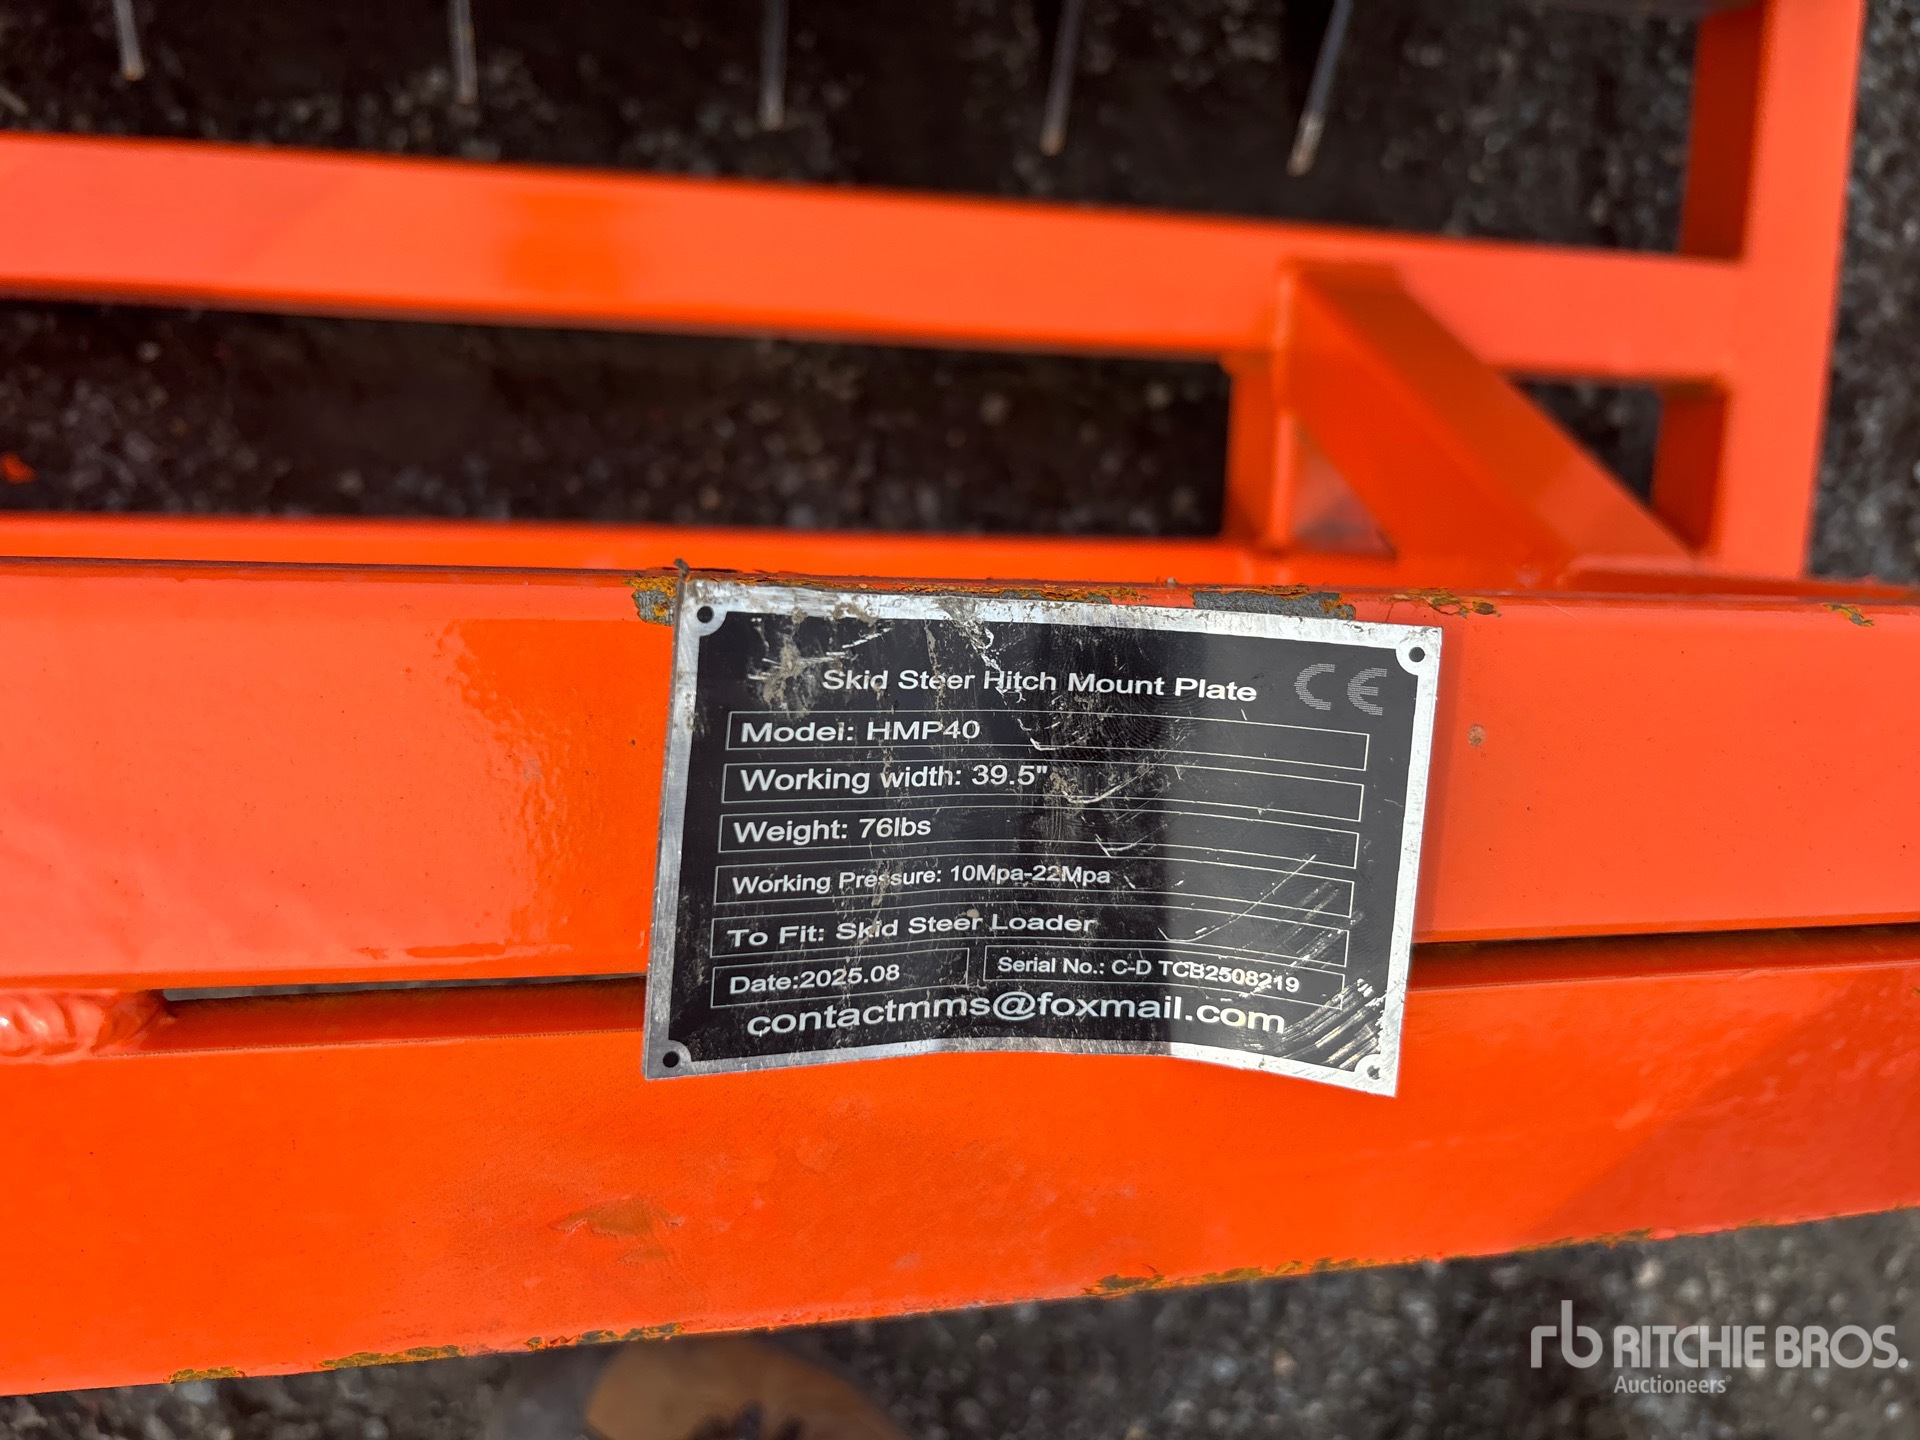 Skid Steer Hitch Mount Plate CE
Model: HMP40
Working width: 39.5"
Weight: 76lbs
Working Pressure: 10Mpa-22Mpa
To Fit: Skid Steer Loader
Date:2025.08 Serial No.: C-D TCB2508219
contactmms@foxmail.com
rb RITCHIE BROS.
Auctioneers